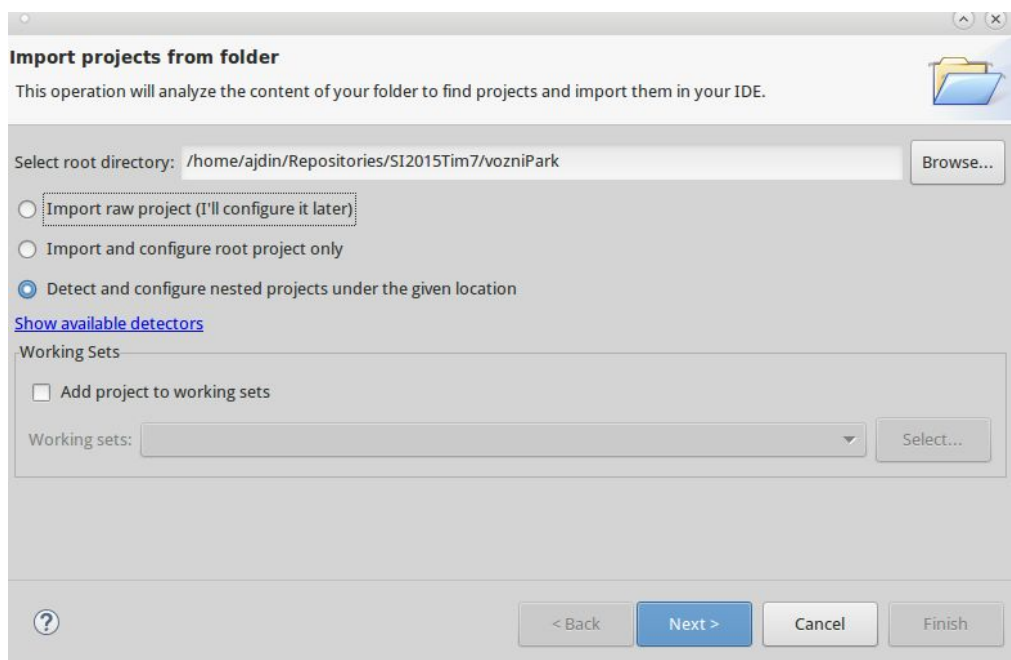 Import projects from folder
This operation will analyze the content of your folder to find projects and import them in your IDE.
Select root directory: /home/ajdin/Repositories/SI2015Tim7/vozniPark Browse...
Import raw project (I'll configure it later)
Import and configure root project only
Detect and configure nested projects under the given location
Show available detectors
Working Sets
Add project to working sets
Working sets: Select...
? < Back Next > Cancel Finish